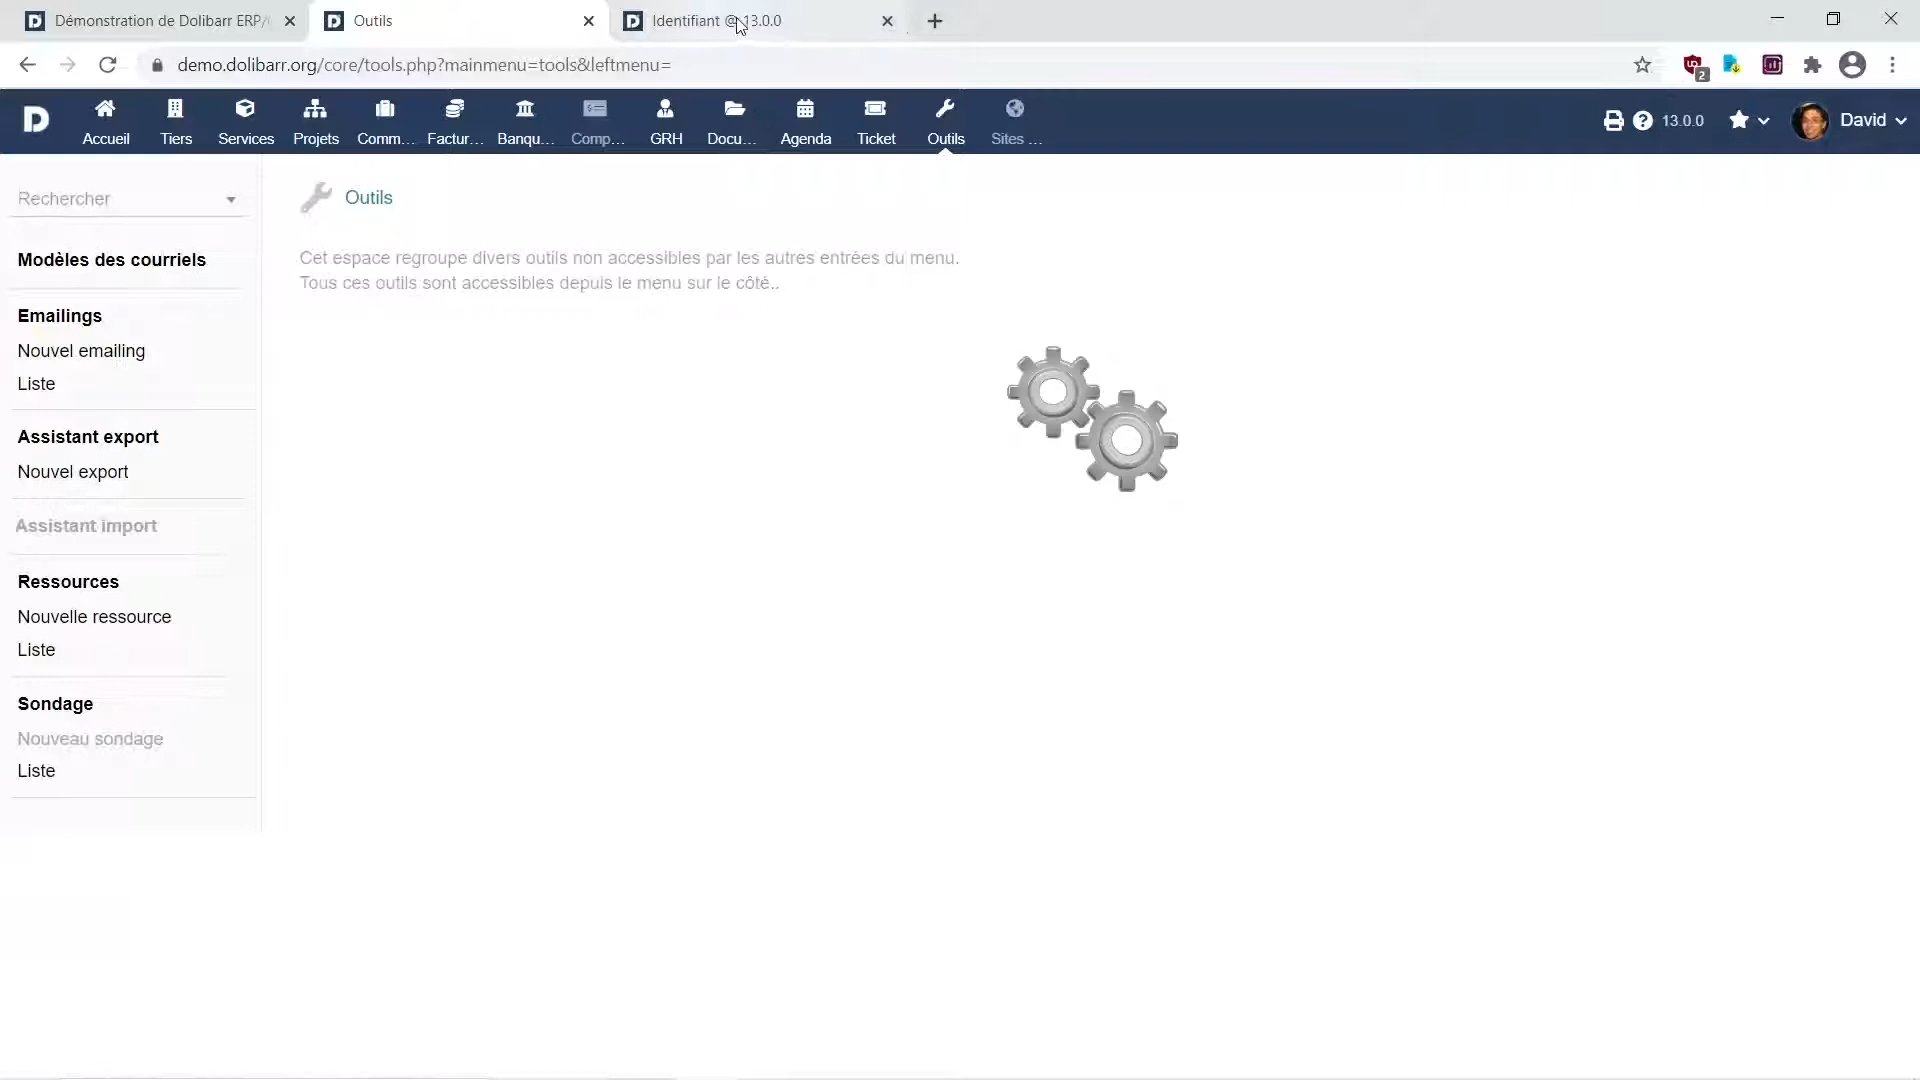 Démonstration de Dolibarr ERP/
Outils
Identifiant @ 13.0.0
demo.dolibarr.org/core/tools.php?mainmenu=tools&leftmenu=
2
D
Accueil
Tiers
Services
Projets
Comm...
Factur...
Banqu...
Comp...
GRH
Docu...
Agenda
Ticket
Outils
Sites ...
13.0.0
David
Rechercher
Modèles des courriels
Emailings
Nouvel emailing
Liste
Assistant export
Nouvel export
Assistant import
Ressources
Nouvelle ressource
Liste
Sondage
Nouveau sondage
Liste
Outils
Cet espace regroupe divers outils non accessibles par les autres entrées du menu.
Tous ces outils sont accessibles depuis le menu sur le côté..